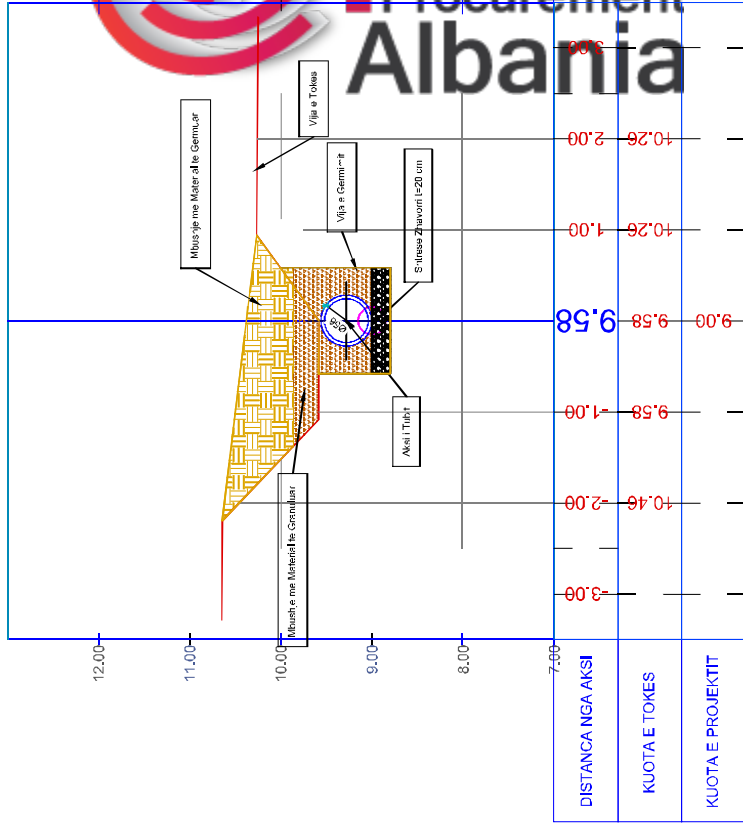 Procurement
Albania
Mbushje me Material te Germuar
Vija e Tokes
Vija e Germimit
Shtrese Zhavorri t=20 cm
Aksi i Tubit
Mbushje me Material te Granuluar
12.00
11.00
10.00
9.00
8.00
7.00
DISTANCA NGA AKSI
-3.00
-2.00
-1.00
9.58
1.00
2.00
3.00
KUOTA E TOKES
10.46
9.58
9.58
10.26
10.26
KUOTA E PROJEKTIT
9.00